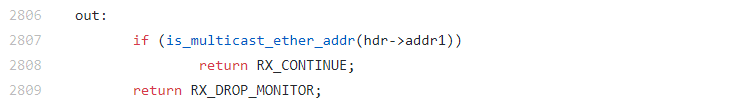 2806 out:
2807 if (is_multicast_ether_addr(hdr->addr1))
2808 return RX_CONTINUE;
2809 return RX_DROP_MONITOR;